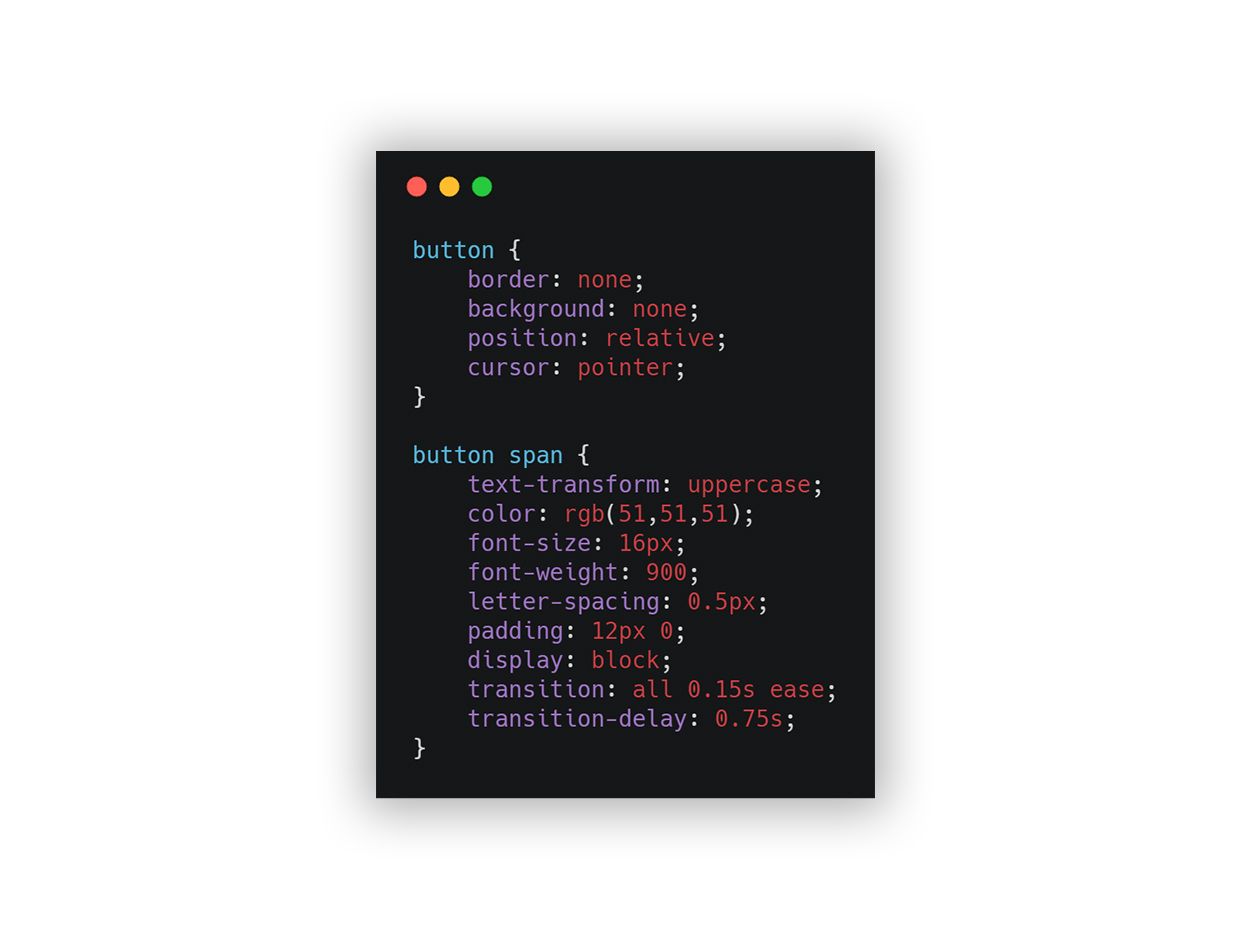 button {
    border: none;
    background: none;
    position: relative;
    cursor: pointer;
}

button span {
    text-transform: uppercase;
    color: rgb(51,51,51);
    font-size: 16px;
    font-weight: 900;
    letter-spacing: 0.5px;
    padding: 12px 0;
    display: block;
    transition: all 0.15s ease;
    transition-delay: 0.75s;
}